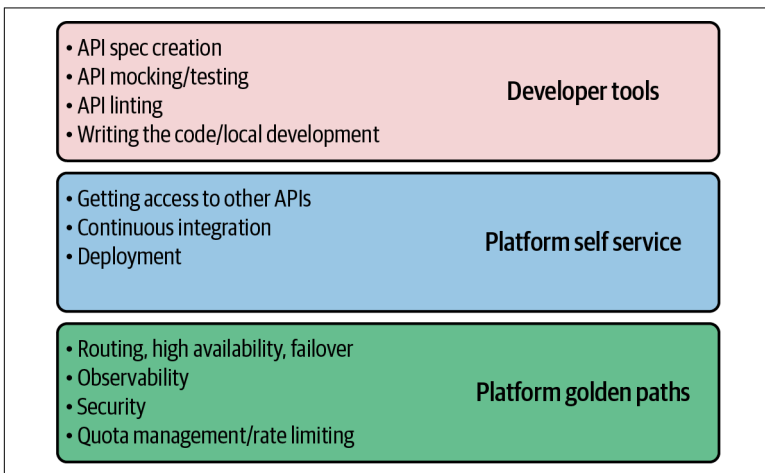 • API spec creation
• API mocking/testing
• API linting
• Writing the code/local development
Developer tools
• Getting access to other APIs
• Continuous integration
• Deployment
Platform self service
• Routing, high availability, failover
• Observability
• Security
• Quota management/rate limiting
Platform golden paths